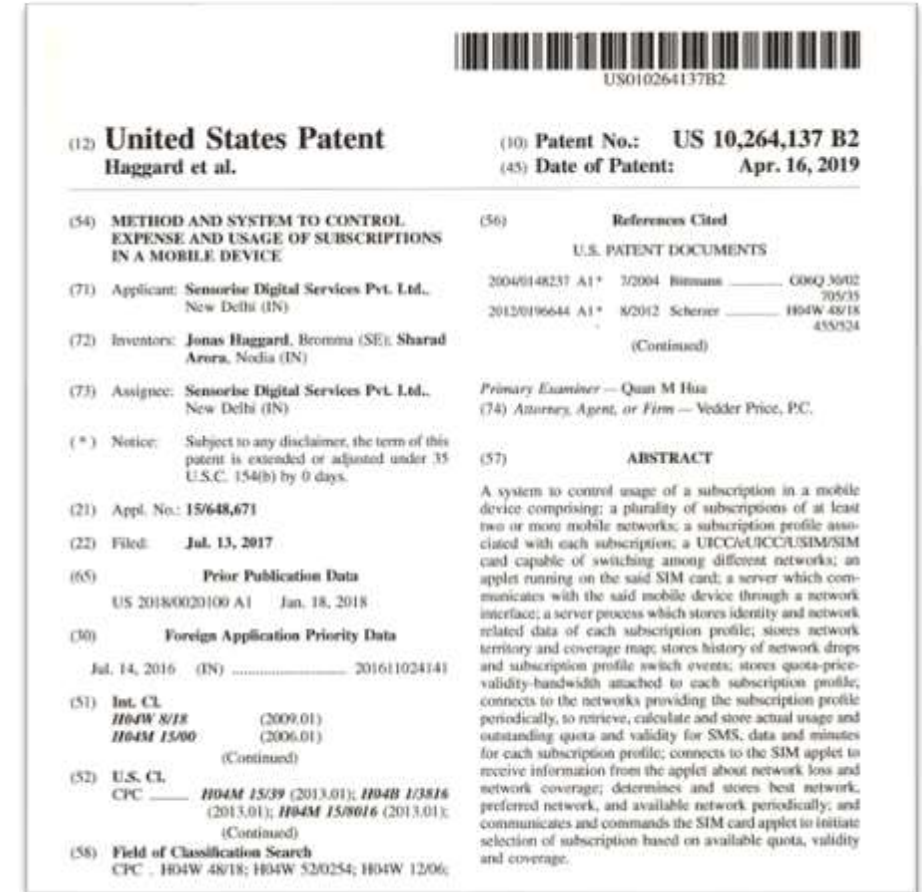 US010264137B2
(12) United States Patent
Haggard et al.
(10) Patent No.: US 10,264,137 B2
(45) Date of Patent: Apr. 16, 2019
(54) METHOD AND SYSTEM TO CONTROL
EXPENSE AND USAGE OF SUBSCRIPTIONS
IN A MOBILE DEVICE
(71) Applicant: Sensorise Digital Services Pvt. Ltd.,
New Delhi (IN)
(72) Inventors: Jonas Haggard, Bromma (SE); Sharad
Arora, Nodia (IN)
(73) Assignee: Sensorise Digital Services Pvt. Ltd.,
New Delhi (IN)
(*) Notice: Subject to any disclaimer, the term of this
patent is extended or adjusted under 35
U.S.C. 154(b) by 0 days.
(21) Appl. No.: 15/648,671
(22) Filed: Jul. 13, 2017
(65) Prior Publication Data
US 2018/0020100 A1 Jan. 18, 2018
(30) Foreign Application Priority Data
Jul. 14, 2016 (IN) ........................ 201611024141
(51) Int. Cl.
H04W 8/18 (2009.01)
H04M 15/00 (2006.01)
(Continued)
(52) U.S. Cl.
CPC ......... H04M 15/39 (2013.01); H04B 1/3816
(2013.01); H04M 15/8016 (2013.01);
(Continued)
(58) Field of Classification Search
CPC . H04W 48/18; H04W 52/0254; H04W 12/06;
(56) References Cited
U.S. PATENT DOCUMENTS
2004/0148237 A1* 7/2004 Bittmann ............ G06Q 30/02
705/35
2012/0196644 A1* 8/2012 Scherzer ............ H04W 48/18
455/524
(Continued)
Primary Examiner — Quan M Hua
(74) Attorney, Agent, or Firm — Vedder Price, P.C.
(57) ABSTRACT
A system to control usage of a subscription in a mobile
device comprising; a plurality of subscriptions of at least
two or more mobile networks; a subscription profile asso-
ciated with each subscription; a UICC/eUICC/USIM/SIM
card capable of switching among different networks; an
applet running on the said SIM card; a server which com-
municates with the said mobile device through a network
interface; a server process which stores identity and network
related data of each subscription profile; stores network
territory and coverage map; stores history of network drops
and subscription profile switch events; stores quota-price-
validity-bandwidth attached to each subscription profile;
connects to the networks providing the subscription profile
periodically, to retrieve, calculate and store actual usage and
outstanding quota and validity for SMS, data and minutes
for each subscription profile; connects to the SIM applet to
receive information from the applet about network loss and
network coverage; determines and stores best network,
preferred network, and available network periodically; and
communicates and commands the SIM card applet to initiate
selection of subscription based on available quota, validity
and coverage.